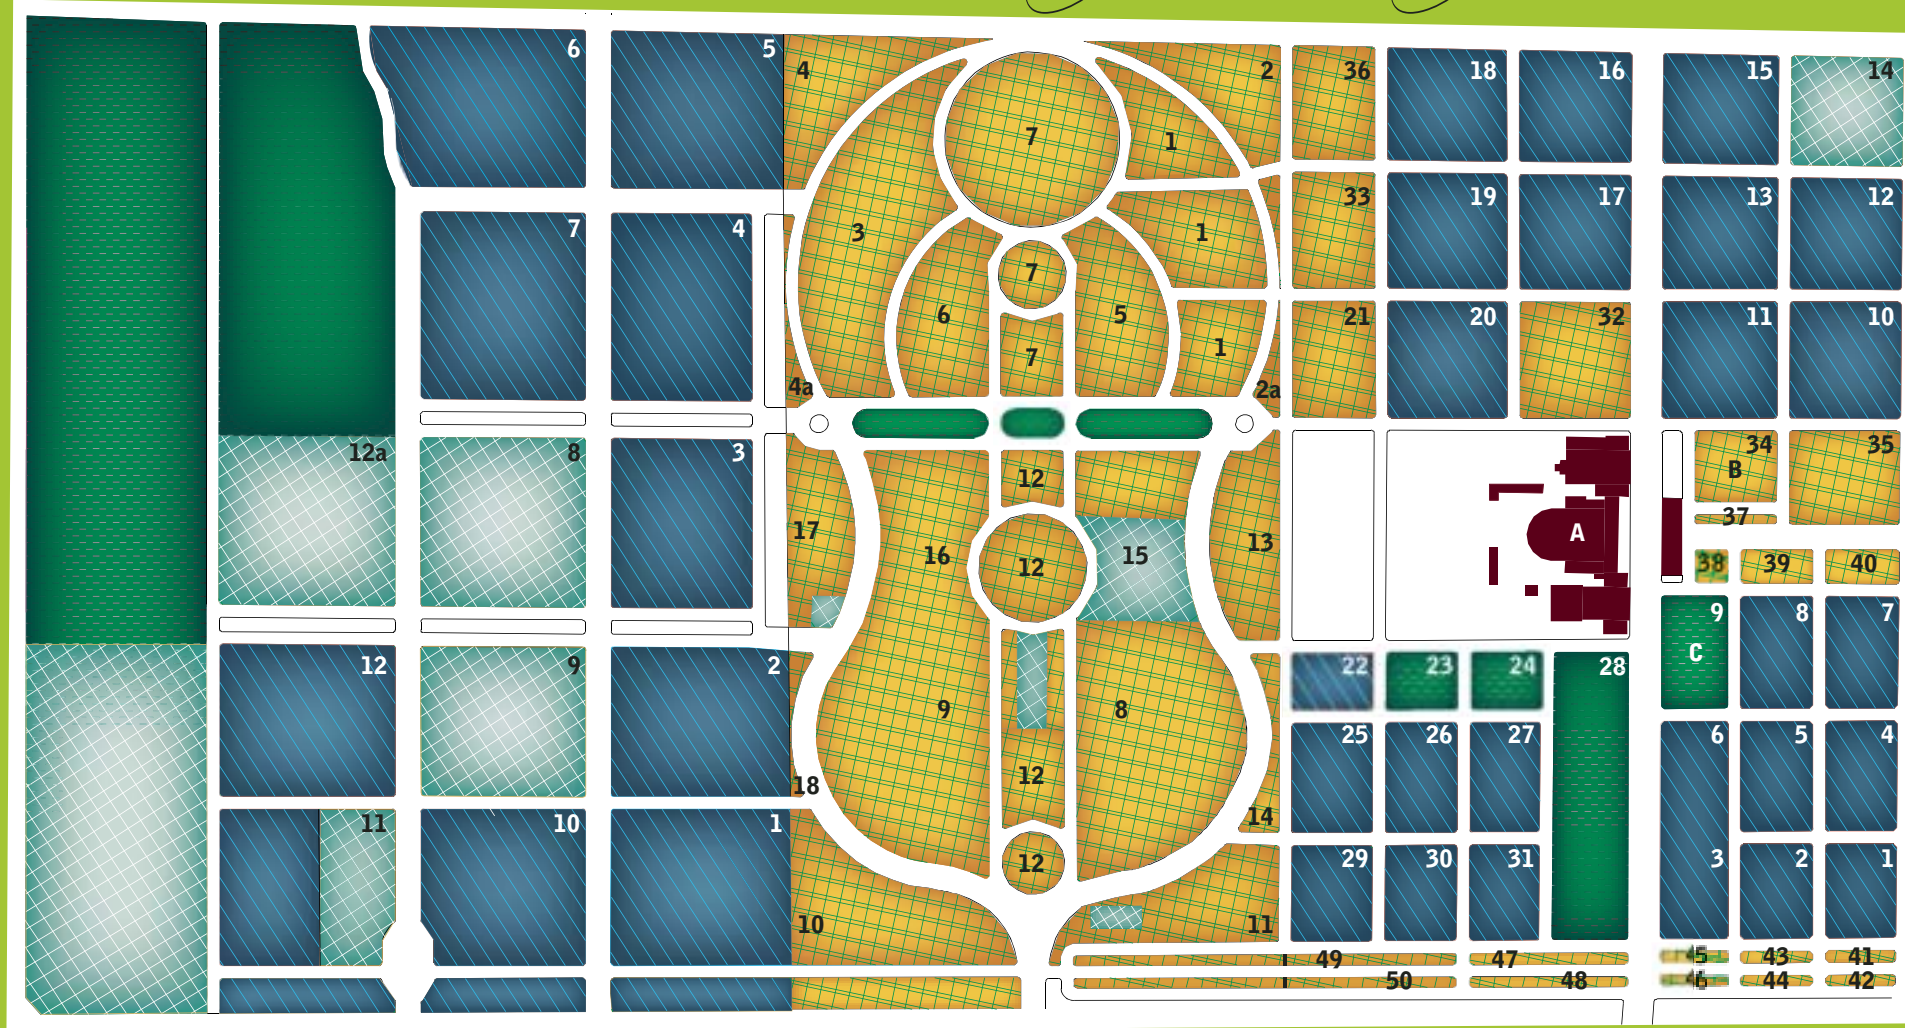 6 5 4 2 36 18 16 15 14
7 1
3 1 33 19 17 13 12
7 4
7
6 5 21 20 32 11 10
7 1
4a 2a
12a 8 3 34 35
12 B
17 16 15 13 A 37
12 38 39 40
9 8 7
12 9 2 22 23 24 28 C
9 8 25 26 27 6 5 4
18 12
11 10 1 14
12 29 30 31 3 2 1
10 11
49 47 45 43 41
50 48 46 44 42